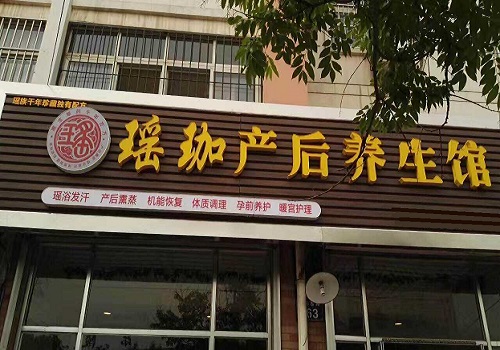 瑶族千年珍藏独有配方
瑶珈产后养生馆
瑶浴发汗 产后熏蒸 机能恢复 体质调理 孕前养护 暖宫护理
63